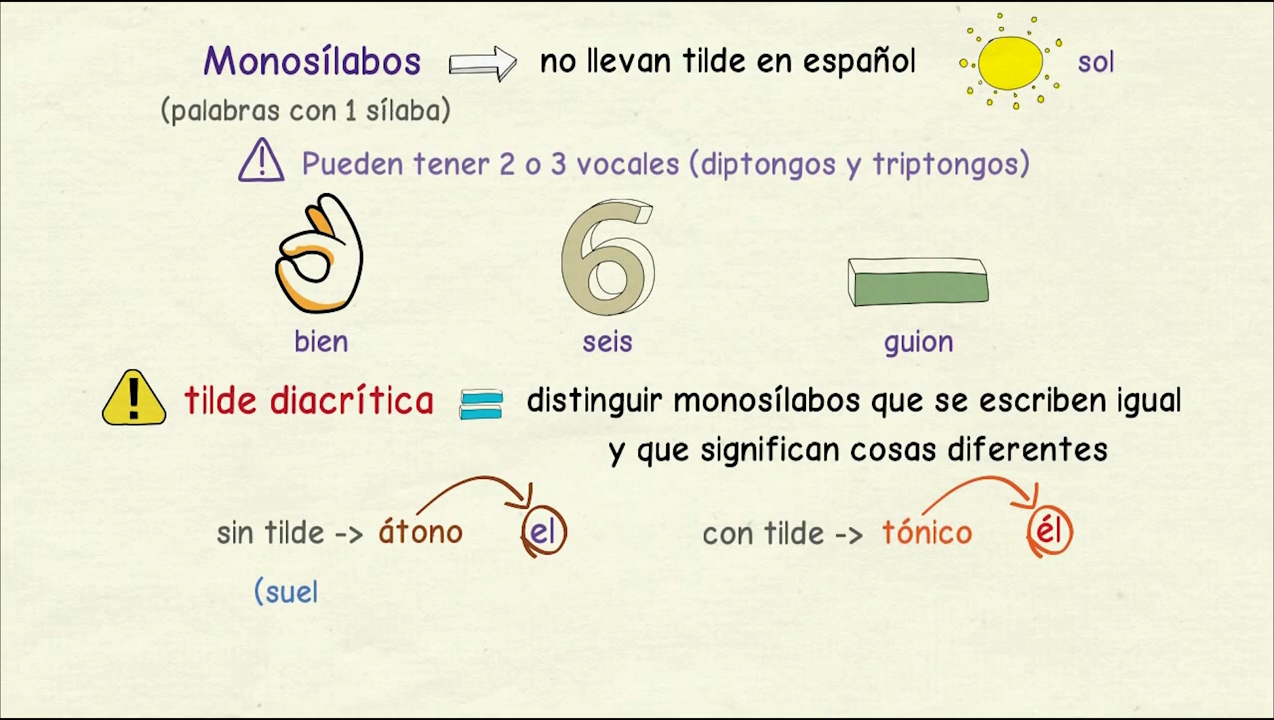 Monosílabos no llevan tilde en español sol
(palabras con 1 sílaba)
Pueden tener 2 o 3 vocales (diptongos y triptongos)
6
bien seis guion
tilde diacrítica = distinguir monosílabos que se escriben igual
y que significan cosas diferentes
sin tilde -> átono el con tilde -> tónico él
(suel